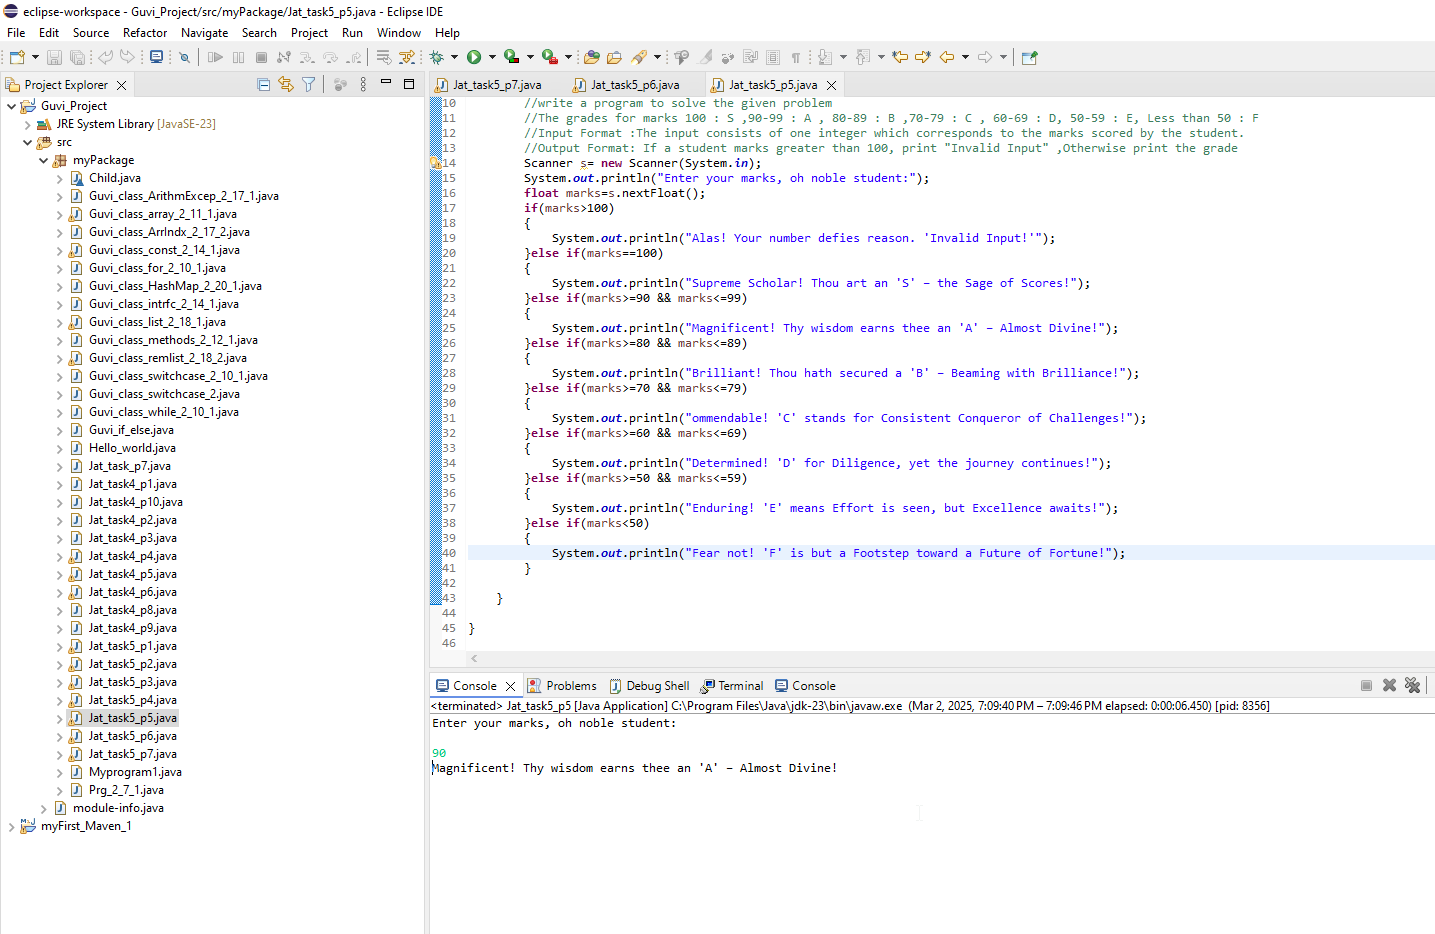 eclipse-workspace - Guvi_Project/src/myPackage/Jat_task5_p5.java - Eclipse IDE
File Edit Source Refactor Navigate Search Project Run Window Help
Project Explorer
Guvi_Project
JRE System Library [JavaSE-23]
src
myPackage
Child.java
Guvi_class_ArithmExcep_2_17_1.java
Guvi_class_array_2_11_1.java
Guvi_class_ArrIndx_2_17_2.java
Guvi_class_const_2_14_1.java
Guvi_class_for_2_10_1.java
Guvi_class_HashMap_2_20_1.java
Guvi_class_intrfc_2_14_1.java
Guvi_class_list_2_18_1.java
Guvi_class_methods_2_12_1.java
Guvi_class_remlist_2_18_2.java
Guvi_class_switchcase_2_10_1.java
Guvi_class_switchcase_2.java
Guvi_class_while_2_10_1.java
Guvi_if_else.java
Hello_world.java
Jat_task_p7.java
Jat_task4_p1.java
Jat_task4_p10.java
Jat_task4_p2.java
Jat_task4_p3.java
Jat_task4_p4.java
Jat_task4_p5.java
Jat_task4_p6.java
Jat_task4_p8.java
Jat_task4_p9.java
Jat_task5_p1.java
Jat_task5_p2.java
Jat_task5_p3.java
Jat_task5_p4.java
Jat_task5_p5.java
Jat_task5_p6.java
Jat_task5_p7.java
Myprogram1.java
Prg_2_7_1.java
module-info.java
myFirst_Maven_1
Jat_task5_p7.java Jat_task5_p6.java Jat_task5_p5.java
10 //write a program to solve the given problem
11 //The grades for marks 100 : S ,90-99 : A , 80-89 : B ,70-79 : C , 60-69 : D, 50-59 : E, Less than 50 : F
12 //Input Format :The input consists of one integer which corresponds to the marks scored by the student.
13 //Output Format: If a student marks greater than 100, print "Invalid Input" ,Otherwise print the grade
14 Scanner s= new Scanner(System.in);
15 System.out.println("Enter your marks, oh noble student:");
16 float marks=s.nextFloat();
17 if(marks>100)
18 {
19 System.out.println("Alas! Your number defies reason. 'Invalid Input!'");
20 }else if(marks==100)
21 {
22 System.out.println("Supreme Scholar! Thou art an 'S' – the Sage of Scores!");
23 }else if(marks>=90 && marks<=99)
24 {
25 System.out.println("Magnificent! Thy wisdom earns thee an 'A' – Almost Divine!");
26 }else if(marks>=80 && marks<=89)
27 {
28 System.out.println("Brilliant! Thou hath secured a 'B' – Beaming with Brilliance!");
29 }else if(marks>=70 && marks<=79)
30 {
31 System.out.println("ommendable! 'C' stands for Consistent Conqueror of Challenges!");
32 }else if(marks>=60 && marks<=69)
33 {
34 System.out.println("Determined! 'D' for Diligence, yet the journey continues!");
35 }else if(marks>=50 && marks<=59)
36 {
37 System.out.println("Enduring! 'E' means Effort is seen, but Excellence awaits!");
38 }else if(marks<50)
39 {
40 System.out.println("Fear not! 'F' is but a Footstep toward a Future of Fortune!");
41 }
42
43 }
44
45 }
46
Console Problems Debug Shell Terminal Console
<terminated> Jat_task5_p5 [Java Application] C:\Program Files\Java\jdk-23\bin\javaw.exe (Mar 2, 2025, 7:09:40 PM – 7:09:46 PM elapsed: 0:00:06.450) [pid: 8356]
Enter your marks, oh noble student:
90
Magnificent! Thy wisdom earns thee an 'A' – Almost Divine!